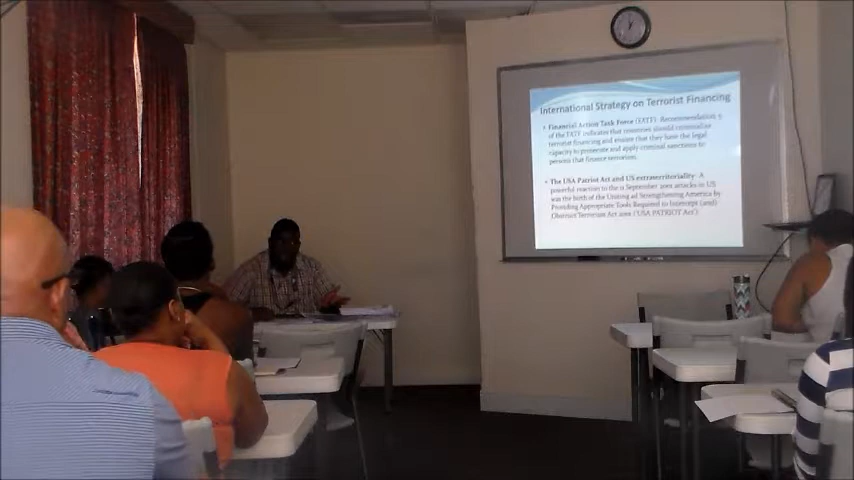 International Strategy on Terrorist Financing
Financial Action Task Force (FATF): Recommendation 5
of the FATF indicates that countries should criminalize
terrorist financing and ensure that they have the legal
capacity to prosecute and apply criminal sanctions to
persons that finance terrorism.
The USA Patriot Act and US extraterritoriality: A
powerful reaction to the 11 September 2001 attacks in US
was the birth of the Uniting and Strengthening America by
Providing Appropriate Tools Required to Intercept (and)
Obstruct Terrorism Act 2001 ('USA PATRIOT Act')